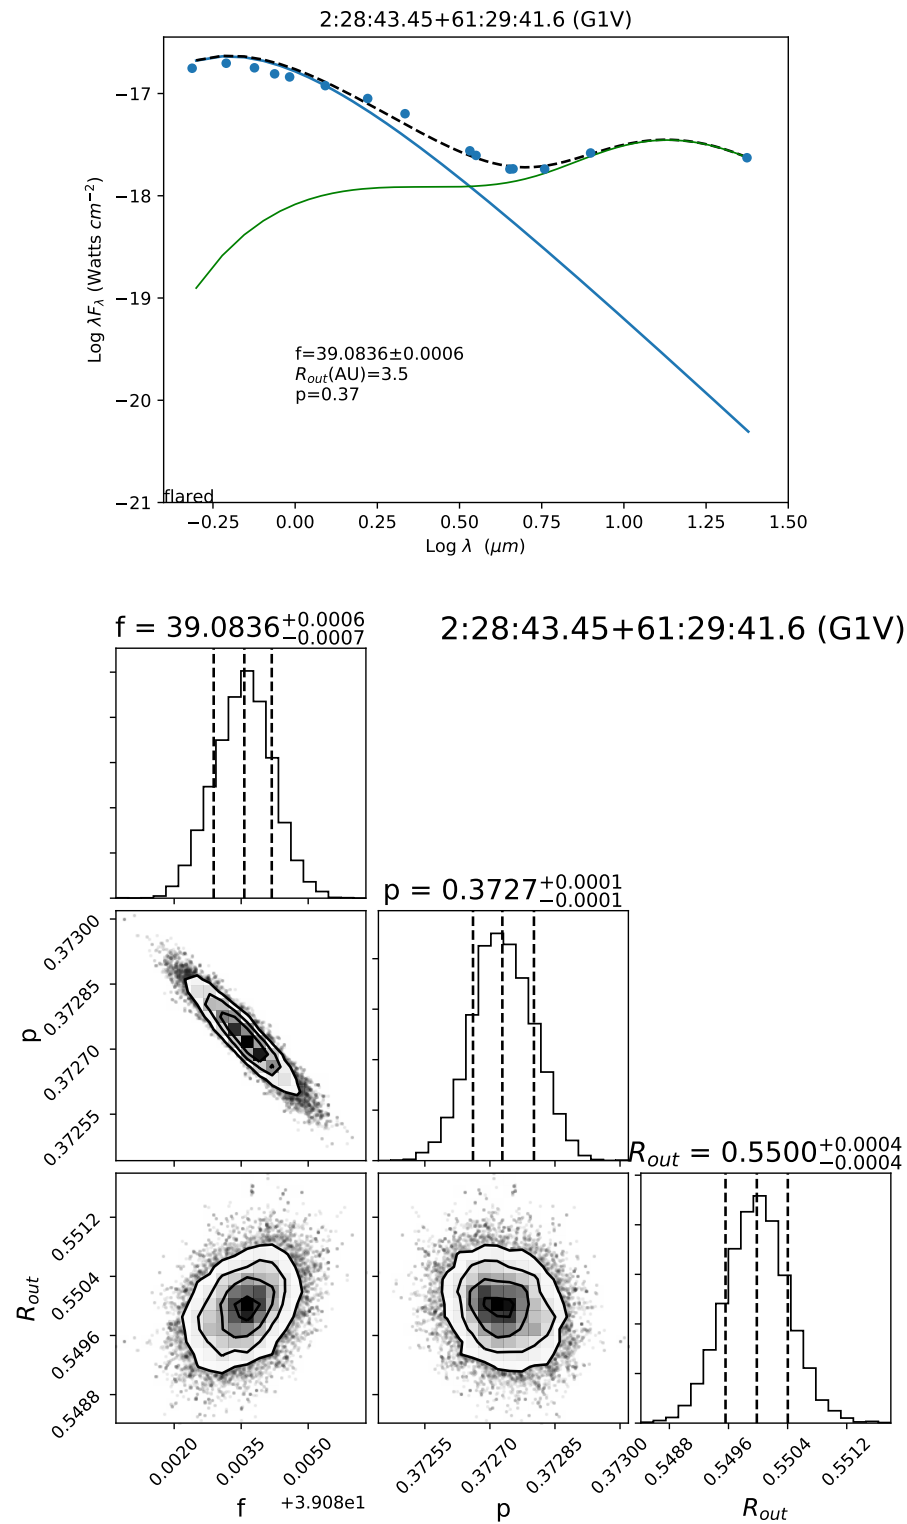 2:28:43.45+61:29:41.6 (G1V)
Log λF_λ (Watts cm⁻²)
−17
−18
−19
−20
−21
f=39.0836±0.0006
R_out(AU)=3.5
p=0.37
flared
−0.25 0.00 0.25 0.50 0.75 1.00 1.25 1.50
Log λ (μm)
f = 39.0836+0.0006−0.0007
2:28:43.45+61:29:41.6 (G1V)
p = 0.3727+0.0001−0.0001
p
0.37300
0.37285
0.37270
0.37255
R_out = 0.5500+0.0004−0.0004
R_out
0.5512
0.5504
0.5496
0.5488
0.0020 0.0035 0.0050
+3.908e1
f
0.37255 0.37270 0.37285 0.37300
p
0.5488 0.5496 0.5504 0.5512
R_out